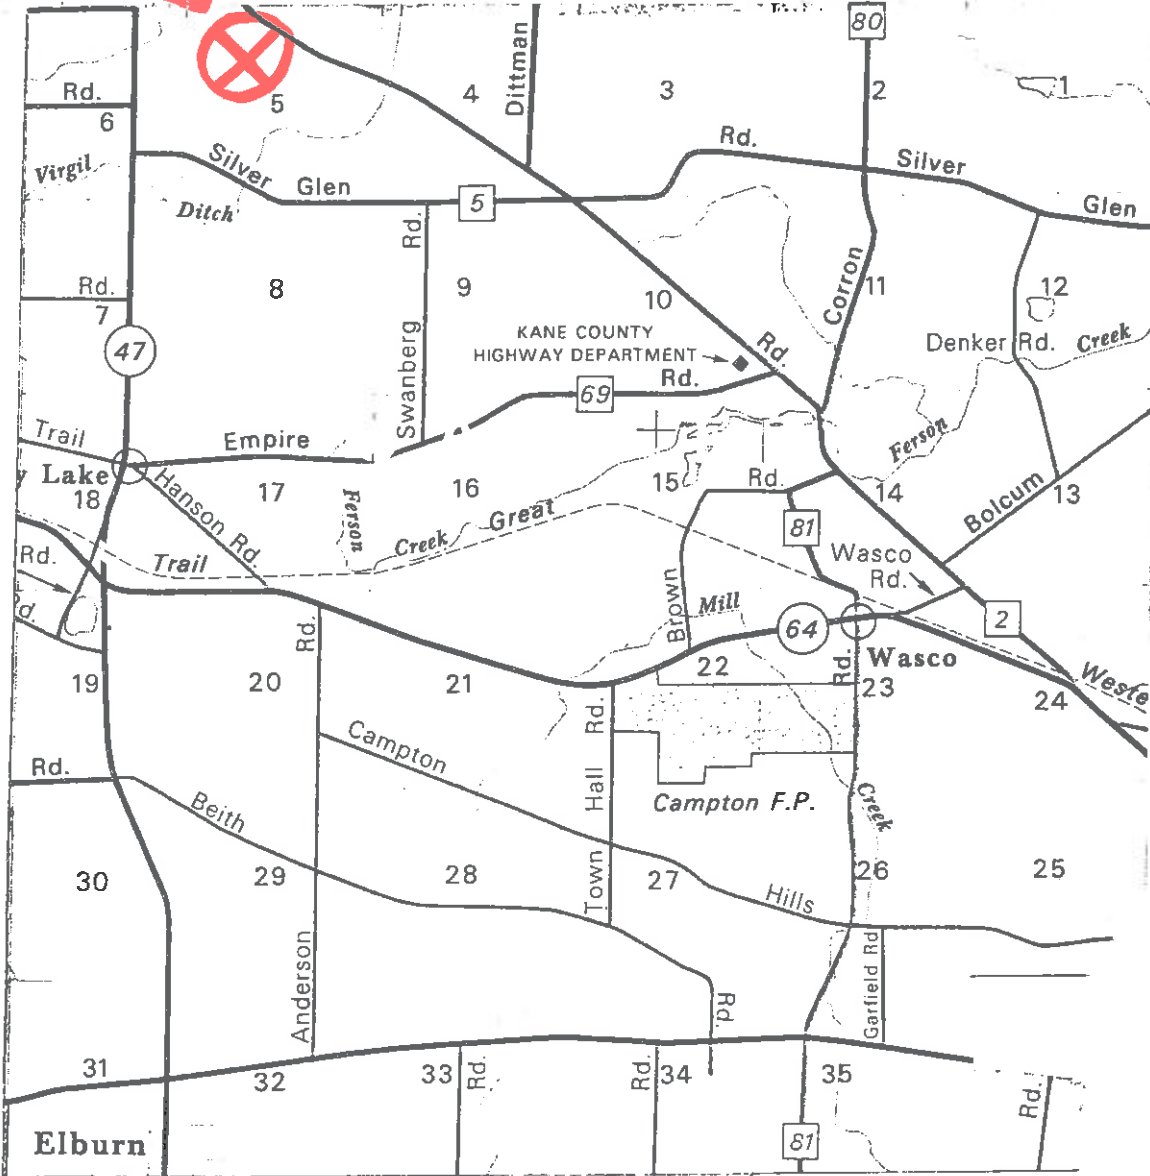 80
Rd.
5
4
Dittman
3
2
1
6
Rd.
Virgil
Silver
Silver
Glen
5
Glen
Ditch
Rd.
Rd.
8
9
10
Corron
11
12
7
47
Swanberg
KANE COUNTY
HIGHWAY DEPARTMENT
Rd.
Denker Rd.
Creek
69
Rd.
Trail
Empire
Ferson
y Lake
Hanson Rd.
17
16
15
Rd.
14
13
18
Bolcum
Ferson
Creek
Great
81
Rd.
Trail
Wasco
Rd.
Brown
Mill
Rd.
64
2
Wasco
Rd.
19
20
21
22
23
24
Weste
Rd.
Campton
Rd.
Hall
Beith
Campton F.P.
Creek
30
29
28
Town
27
26
25
Hills
Anderson
Rd.
Garfield Rd
31
32
33
Rd.
Rd.
34
35
Rd.
Elburn
81